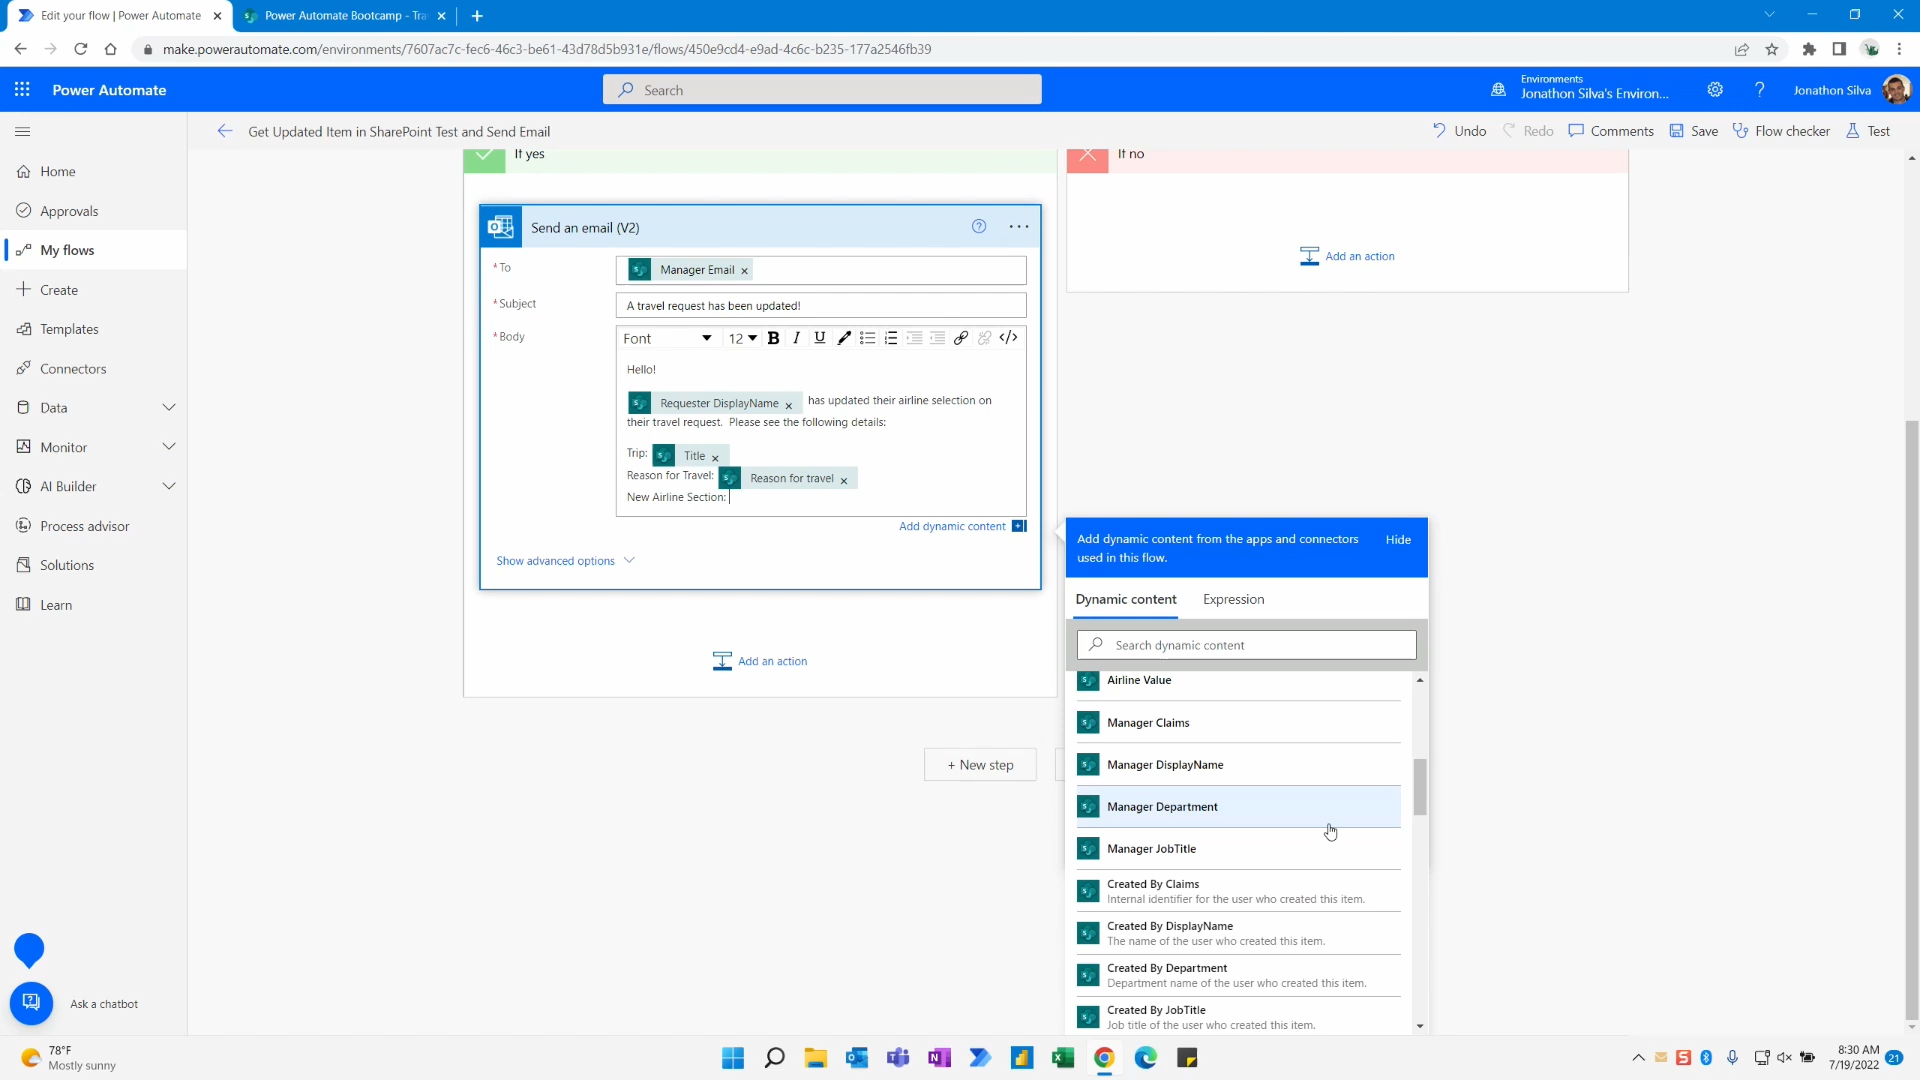 Edit your flow | Power Automate
Power Automate Bootcamp - Tra
make.powerautomate.com/environments/7607ac7c-fec6-46c3-be61-43d78d5b931e/flows/450e9cd4-e9ad-4c6c-b235-177a2546fb39
Power Automate
Search
Environments
Jonathon Silva's Environ...
Jonathon Silva
Get Updated Item in SharePoint Test and Send Email
Undo
Redo
Comments
Save
Flow checker
Test
Home
Approvals
My flows
Create
Templates
Connectors
Data
Monitor
AI Builder
Process advisor
Solutions
Learn
Ask a chatbot
If yes
If no
Send an email (V2)
* To
Manager Email
* Subject
A travel request has been updated!
* Body
Font
12
Hello!
Requester DisplayName has updated their airline selection on
their travel request. Please see the following details:
Trip: Title
Reason for Travel: Reason for travel
New Airline Section:
Add dynamic content
Show advanced options
Add an action
Add an action
+ New step
Add dynamic content from the apps and connectors
used in this flow.
Hide
Dynamic content
Expression
Search dynamic content
Airline Value
Manager Claims
Manager DisplayName
Manager Department
Manager JobTitle
Created By Claims
Internal identifier for the user who created this item.
Created By DisplayName
The name of the user who created this item.
Created By Department
Department name of the user who created this item.
Created By JobTitle
Job title of the user who created this item.
78°F
Mostly sunny
8:30 AM
7/19/2022
21